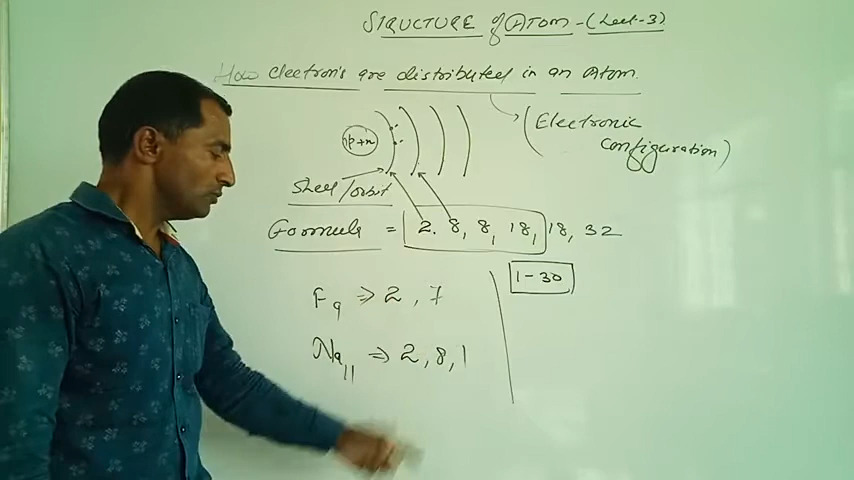 STRUCTURE of ATOM - (Lect-3)
How electron's are distributed in an Atom.
(Electronic configuration)
p+n
Shell/orbit
Formula = 2. 8, 8, 18, 18, 32
1-30
F9 ⇒ 2, 7
Na11 ⇒ 2, 8, 1